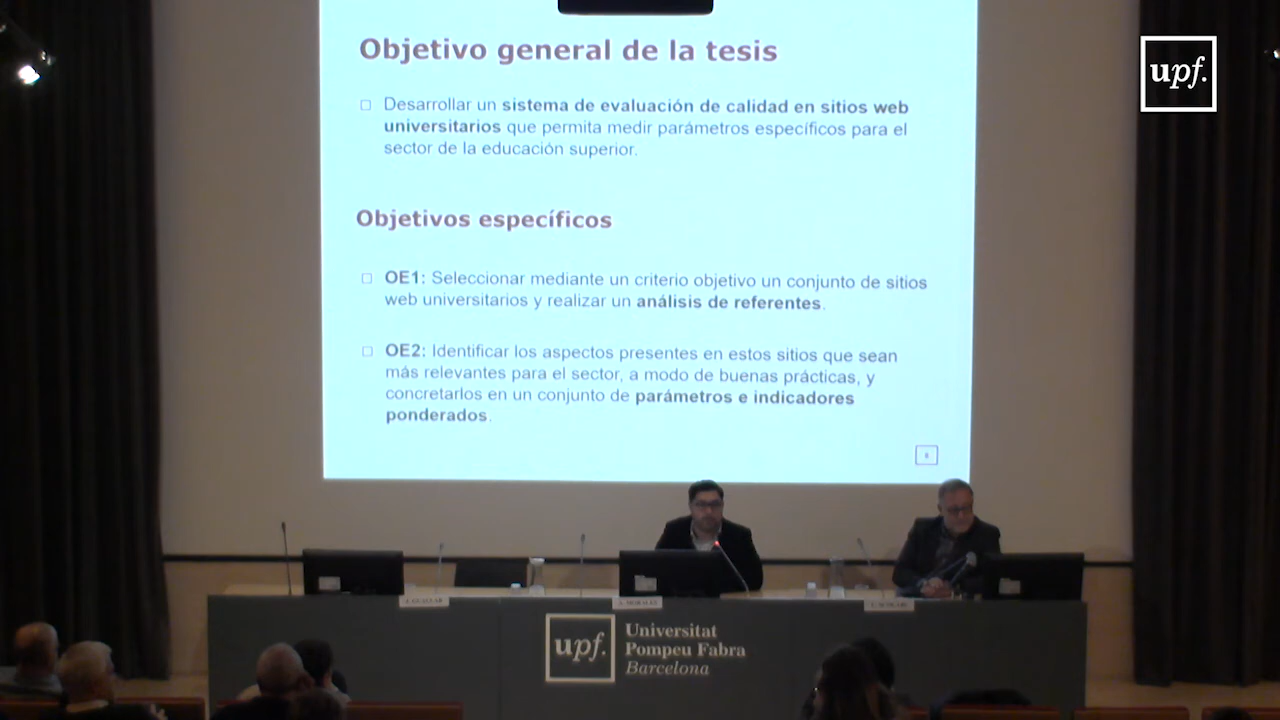 Objetivo general de la tesis
Desarrollar un sistema de evaluación de calidad en sitios web
universitarios que permita medir parámetros específicos para el
sector de la educación superior.
Objetivos específicos
OE1: Seleccionar mediante un criterio objetivo un conjunto de sitios
web universitarios y realizar un análisis de referentes.
OE2: Identificar los aspectos presentes en estos sitios que sean
más relevantes para el sector, a modo de buenas prácticas, y
concretarlos en un conjunto de parámetros e indicadores
ponderados.
upf.
upf.
Universitat
Pompeu Fabra
Barcelona